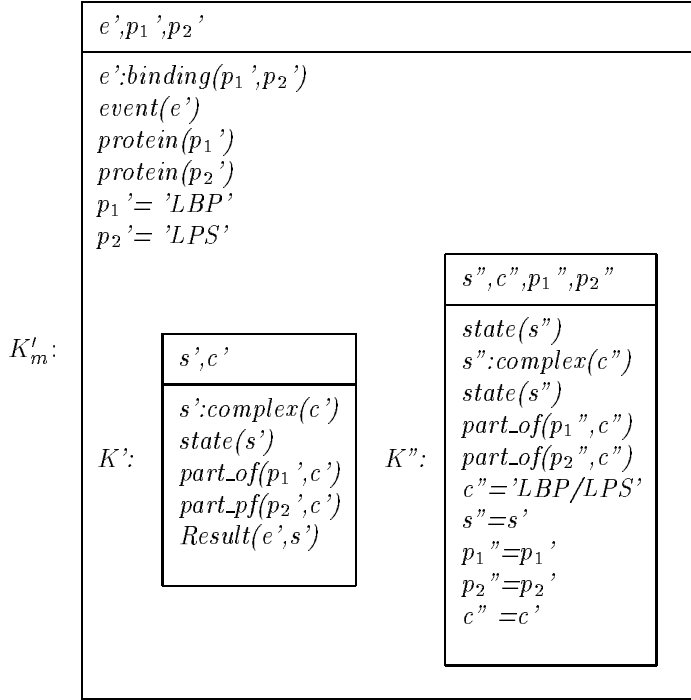 e',p₁',p₂'
e':binding(p₁',p₂')
event(e')
protein(p₁')
protein(p₂')
p₁'= 'LBP'
p₂'= 'LPS'
K′ₘ:
K':
s',c'
s':complex(c')
state(s')
part_of(p₁',c')
part_pf(p₂',c')
Result(e',s')
K":
s",c",p₁",p₂"
state(s")
s":complex(c")
state(s")
part_of(p₁",c")
part_of(p₂",c")
c"='LBP/LPS'
s"=s'
p₁"=p₁'
p₂"=p₂'
c" =c'